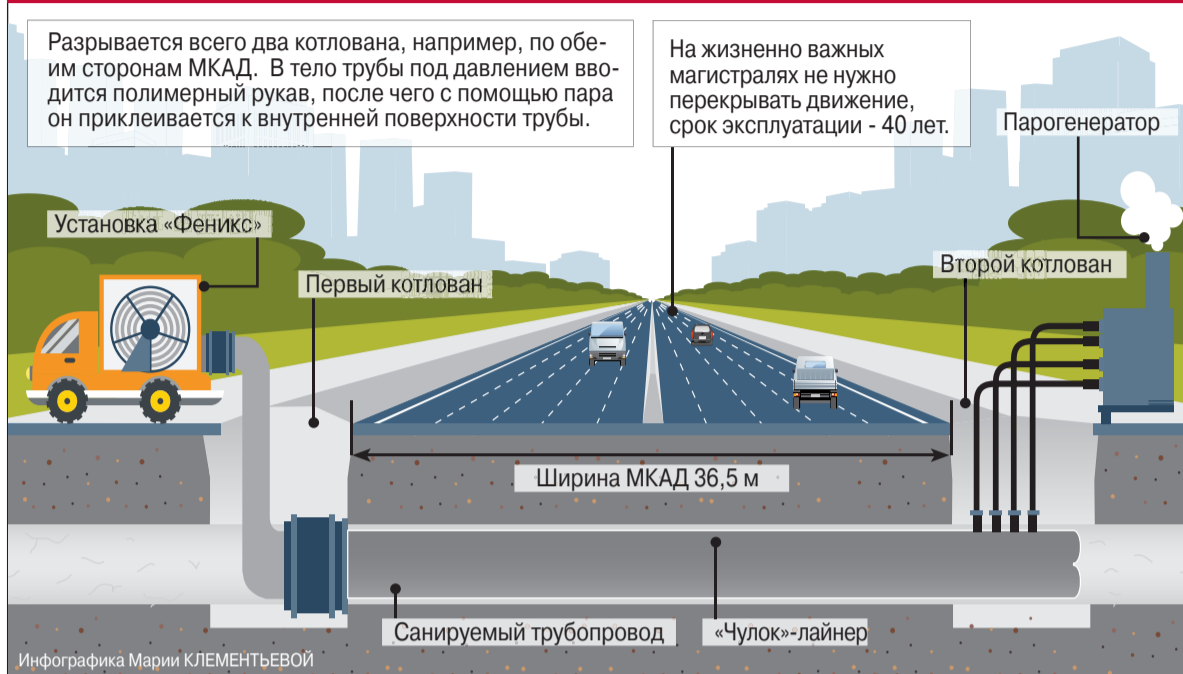 Разрывается всего два котлована, например, по обе-
им сторонам МКАД. В тело трубы под давлением вво-
дится полимерный рукав, после чего с помощью пара
он приклеивается к внутренней поверхности трубы.
На жизненно важных
магистралях не нужно
перекрывать движение,
срок эксплуатации - 40 лет.
Парогенератор
Установка «Феникс»
Первый котлован
Второй котлован
Ширина МКАД 36,5 м
Санируемый трубопровод
«Чулок»-лайнер
Инфографика Марии КЛЕМЕНТЬЕВОЙ